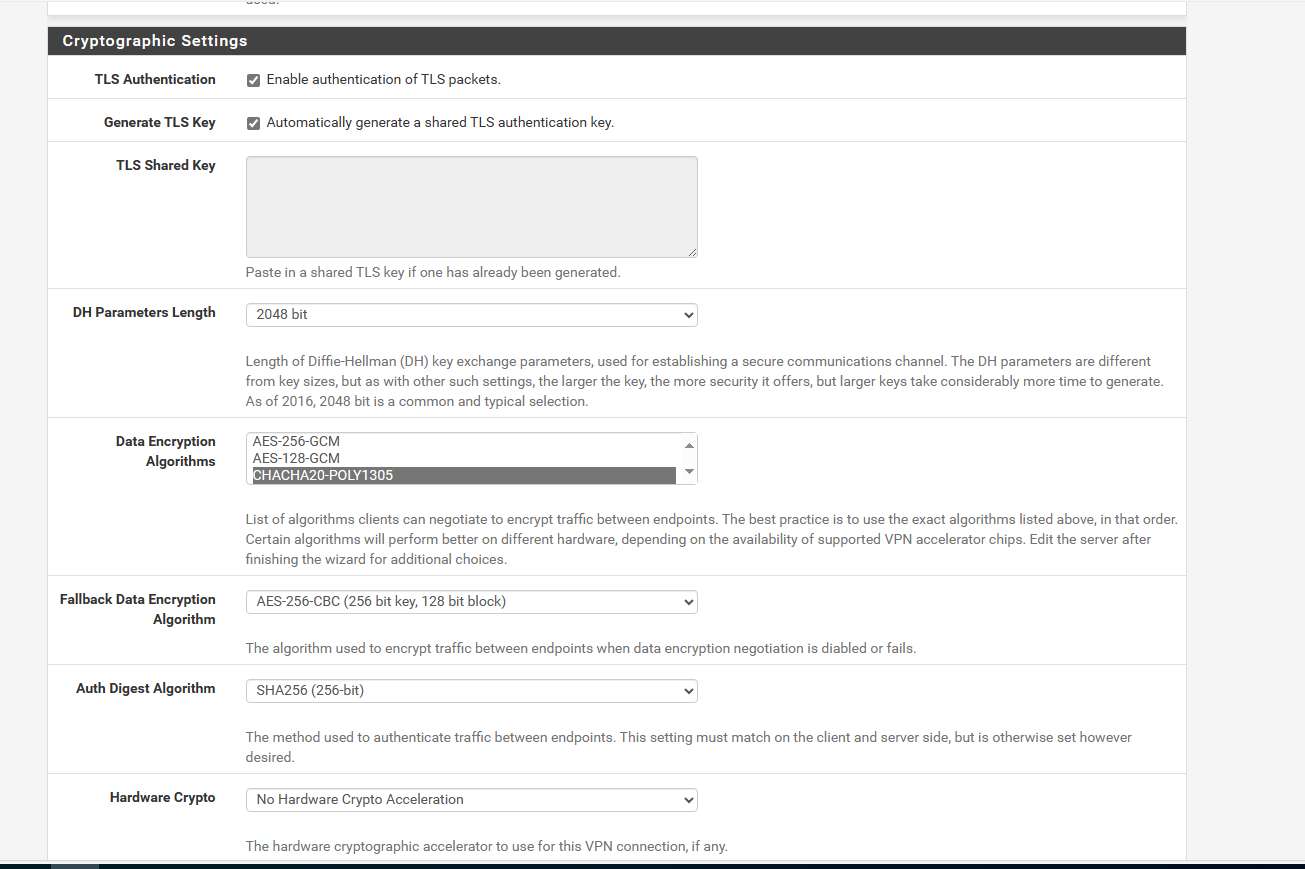 used.
Cryptographic Settings
TLS Authentication
Enable authentication of TLS packets.
Generate TLS Key
Automatically generate a shared TLS authentication key.
TLS Shared Key
Paste in a shared TLS key if one has already been generated.
DH Parameters Length
2048 bit
Length of Diffie-Hellman (DH) key exchange parameters, used for establishing a secure communications channel. The DH parameters are different
from key sizes, but as with other such settings, the larger the key, the more security it offers, but larger keys take considerably more time to generate.
As of 2016, 2048 bit is a common and typical selection.
Data Encryption
Algorithms
AES-256-GCM
AES-128-GCM
CHACHA20-POLY1305
List of algorithms clients can negotiate to encrypt traffic between endpoints. The best practice is to use the exact algorithms listed above, in that order.
Certain algorithms will perform better on different hardware, depending on the availability of supported VPN accelerator chips. Edit the server after
finishing the wizard for additional choices.
Fallback Data Encryption
Algorithm
AES-256-CBC (256 bit key, 128 bit block)
The algorithm used to encrypt traffic between endpoints when data encryption negotiation is diabled or fails.
Auth Digest Algorithm
SHA256 (256-bit)
The method used to authenticate traffic between endpoints. This setting must match on the client and server side, but is otherwise set however
desired.
Hardware Crypto
No Hardware Crypto Acceleration
The hardware cryptographic accelerator to use for this VPN connection, if any.